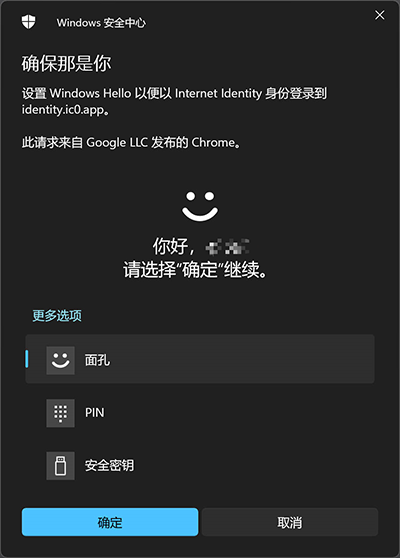 Windows 安全中心
确保那是你
设置 Windows Hello 以便以 Internet Identity 身份登录到
identity.ic0.app。
此请求来自 Google LLC 发布的 Chrome。
你好，
请选择"确定"继续。
更多选项
面孔
PIN
安全密钥
确定
取消